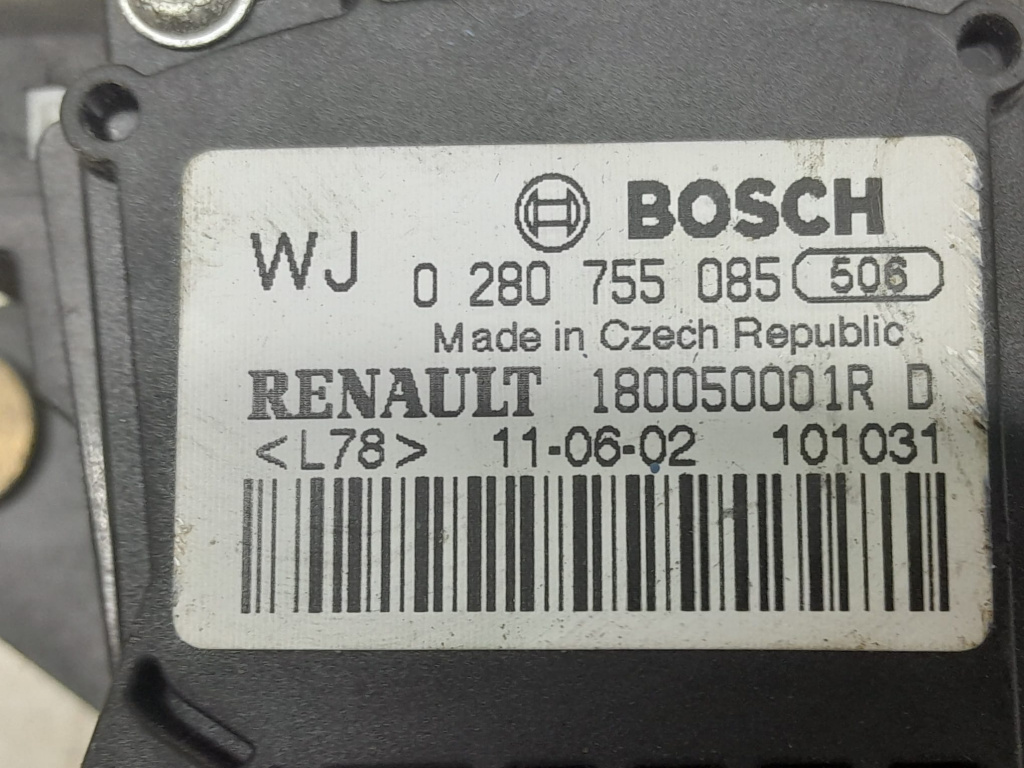 BOSCH
WJ 0 280 755 085 506
Made in Czech Republic
RENAULT 180050001R D
<L78> 11-06-02 101031